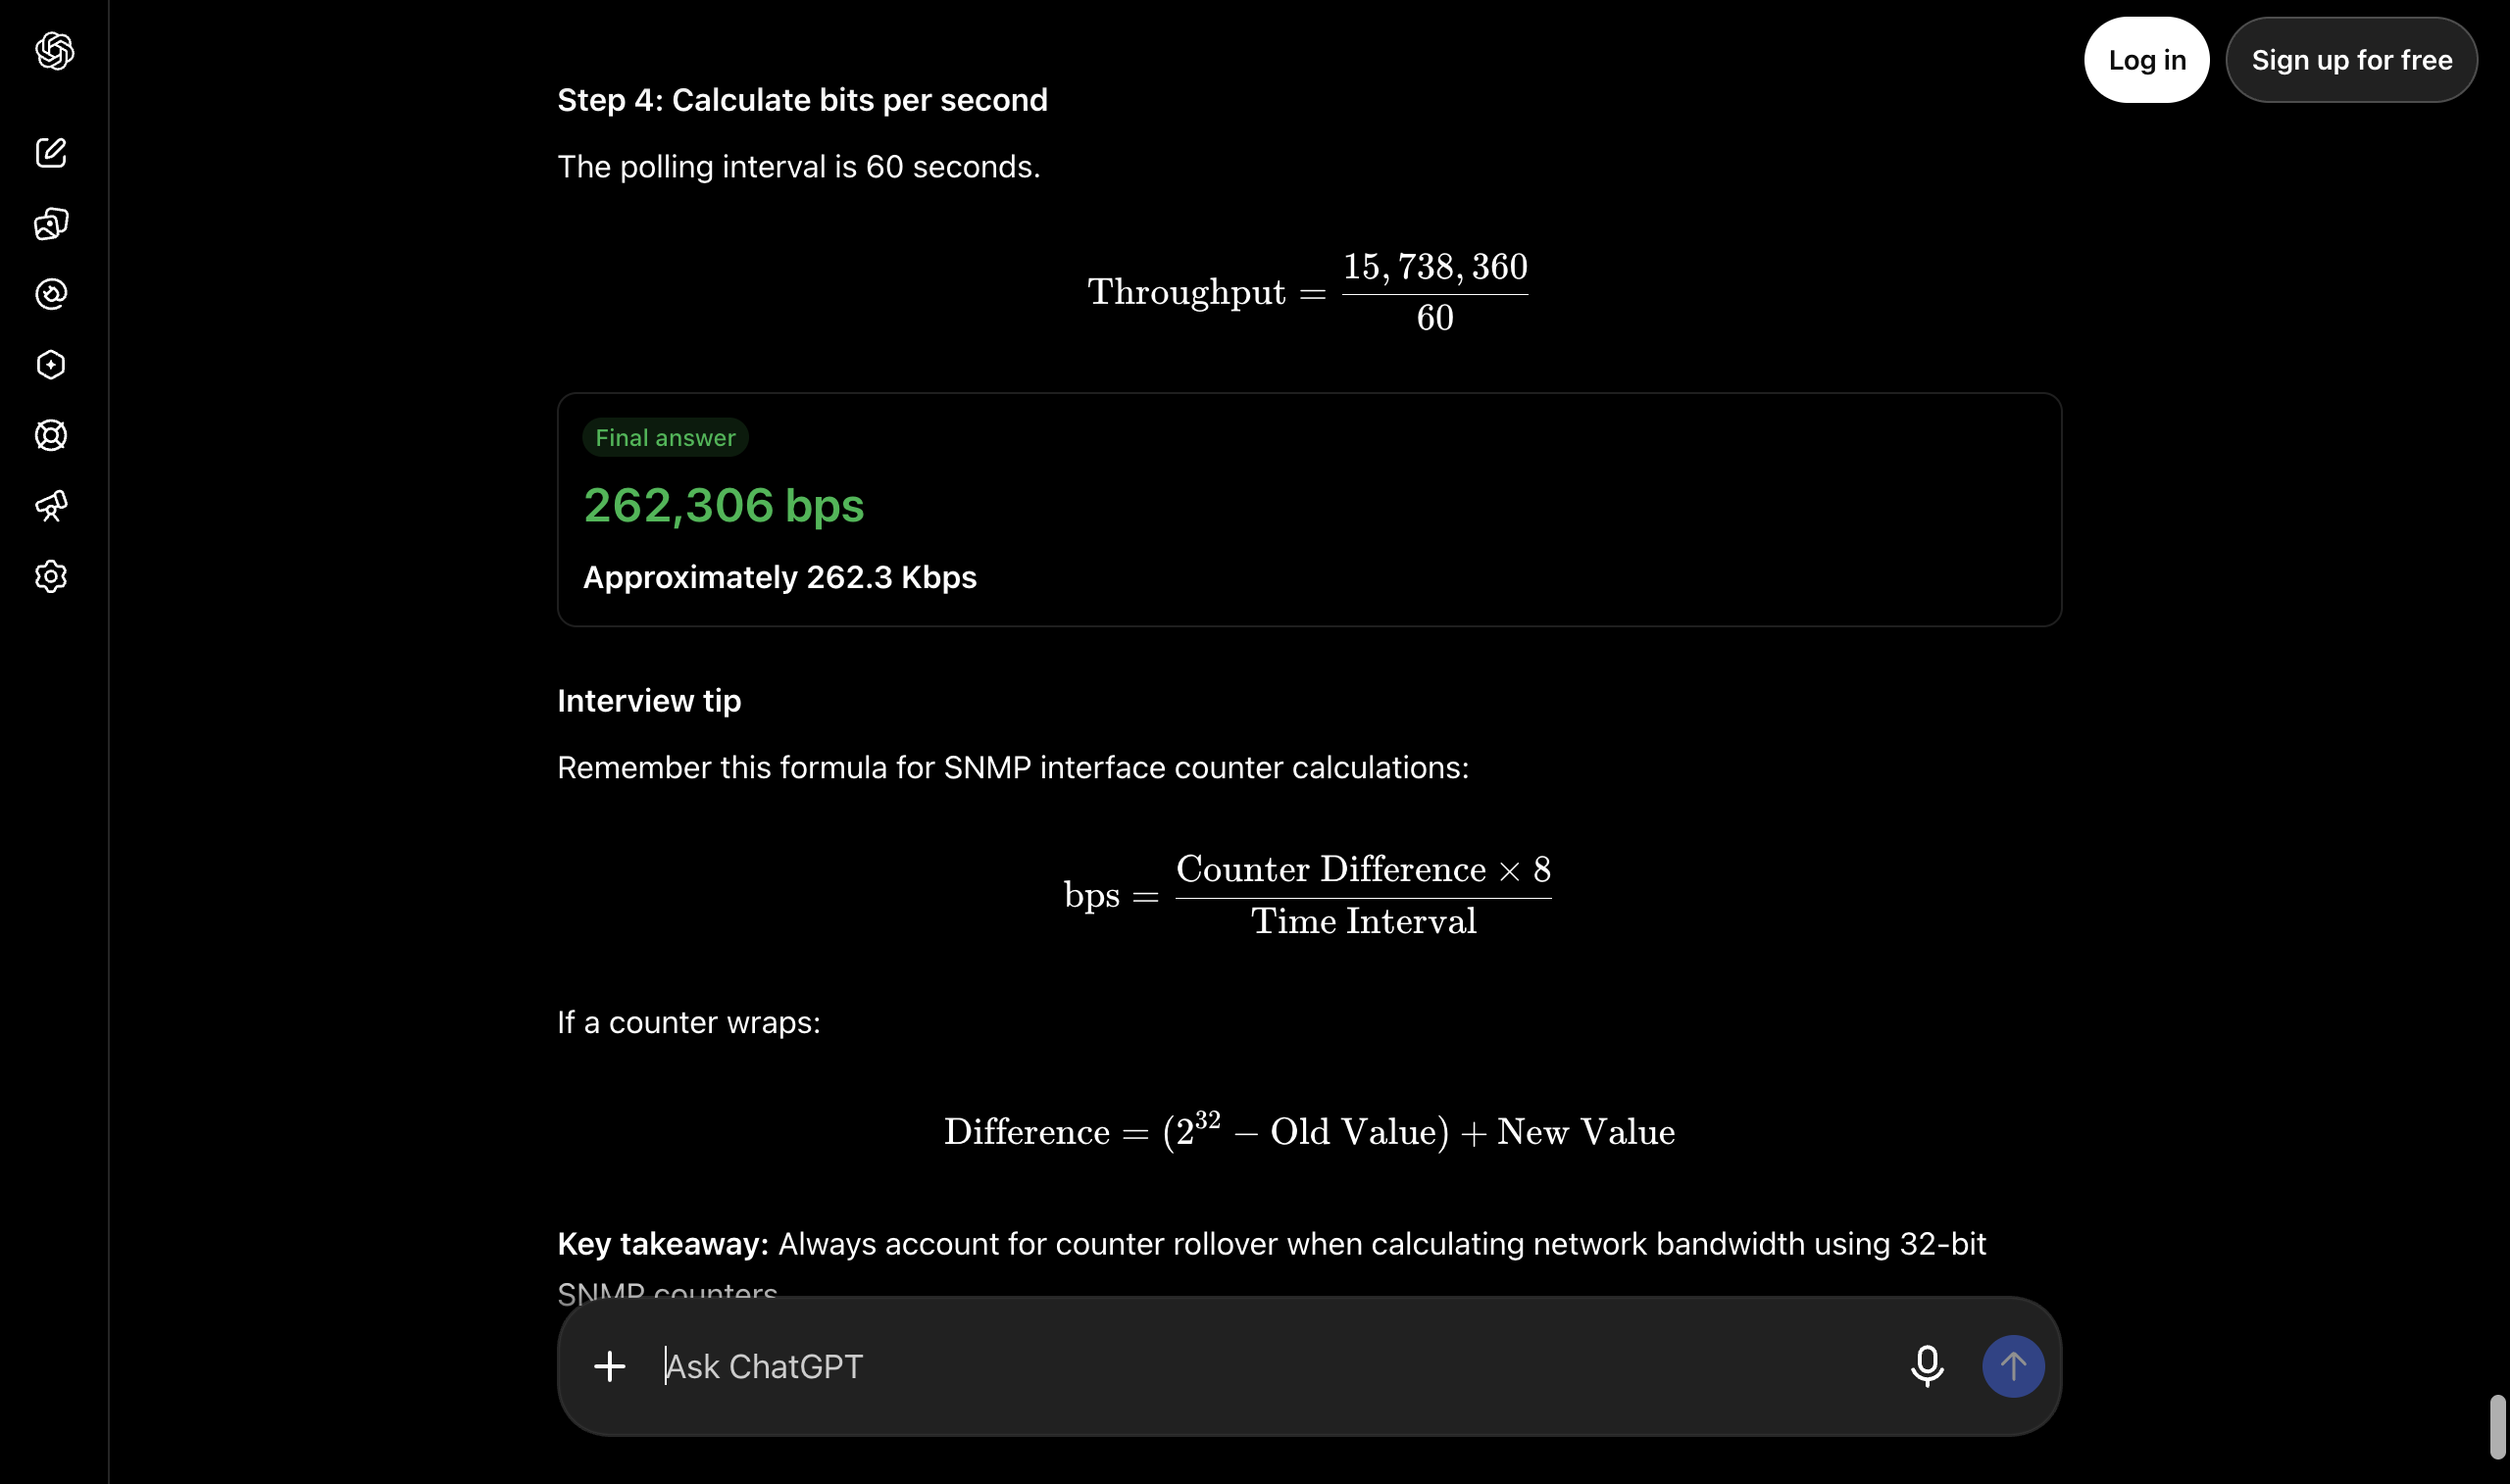 Log in
Sign up for free
Step 4: Calculate bits per second
The polling interval is 60 seconds.
Throughput = 15,738,360 / 60
Final answer
262,306 bps
Approximately 262.3 Kbps
Interview tip
Remember this formula for SNMP interface counter calculations:
bps = Counter Difference × 8 / Time Interval
If a counter wraps:
Difference = (2³² − Old Value) + New Value
Key takeaway: Always account for counter rollover when calculating network bandwidth using 32-bit
SNMP counters
Ask ChatGPT